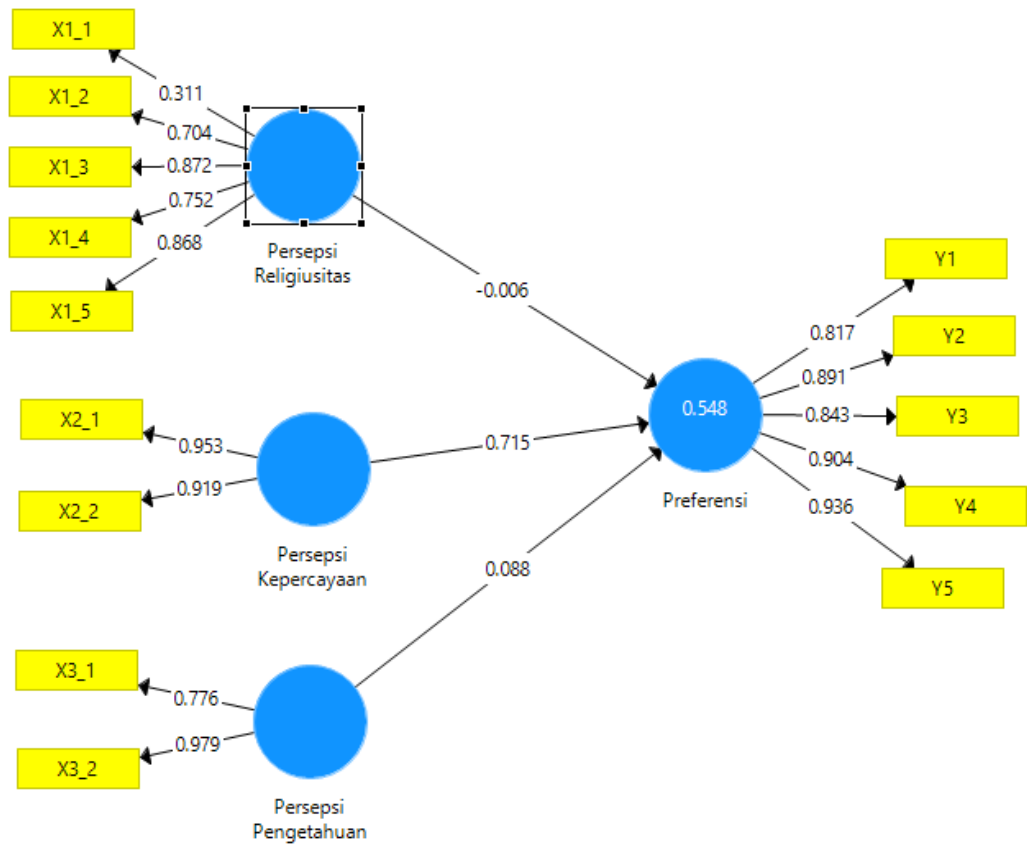 X1_1
0.311
X1_2
0.704
X1_3
0.872
X1_4
0.752
0.868
X1_5
Persepsi
Religiusitas
-0.006
X2_1
0.953
0.919
X2_2
Persepsi
Kepercayaan
0.715
X3_1
0.776
0.979
X3_2
Persepsi
Pengetahuan
0.088
0.548
Preferensi
Y1
0.817
Y2
0.891
0.843
Y3
0.904
Y4
0.936
Y5